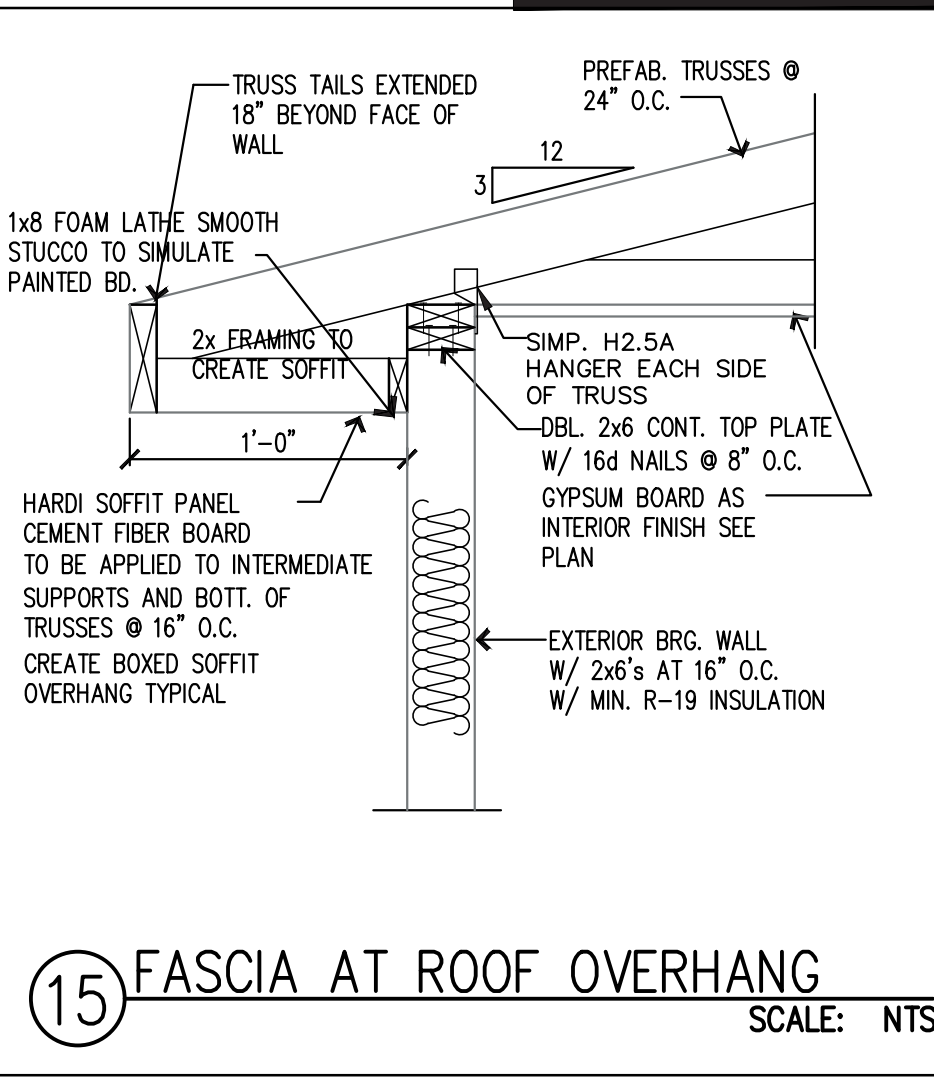 TRUSS TAILS EXTENDED
18" BEYOND FACE OF
WALL
PREFAB. TRUSSES @
24" O.C.
12
3
1x8 FOAM LATHE SMOOTH
STUCCO TO SIMULATE
PAINTED BD.
2x FRAMING TO
CREATE SOFFIT
SIMP. H2.5A
HANGER EACH SIDE
OF TRUSS
DBL. 2x6 CONT. TOP PLATE
W/ 16d NAILS @ 8" O.C.
1'-0"
GYPSUM BOARD AS
INTERIOR FINISH SEE
PLAN
HARDI SOFFIT PANEL
CEMENT FIBER BOARD
TO BE APPLIED TO INTERMEDIATE
SUPPORTS AND BOTT. OF
TRUSSES @ 16" O.C.
CREATE BOXED SOFFIT
OVERHANG TYPICAL
EXTERIOR BRG. WALL
W/ 2x6's AT 16" O.C.
W/ MIN. R-19 INSULATION
15 FASCIA AT ROOF OVERHANG
SCALE: NTS